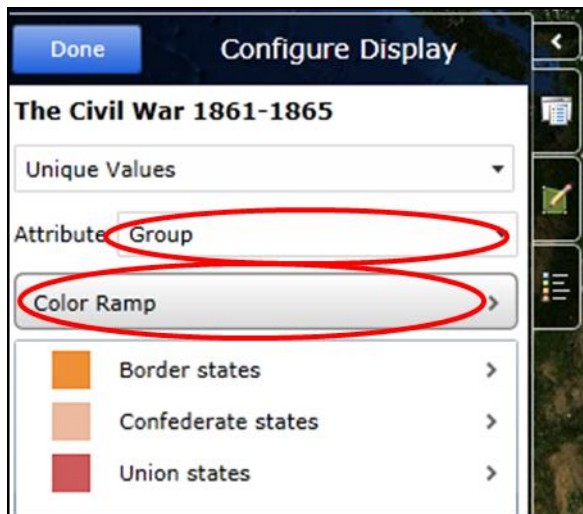 Done Configure Display
The Civil War 1861-1865
Unique Values
Attribute Group
Color Ramp
Border states
Confederate states
Union states